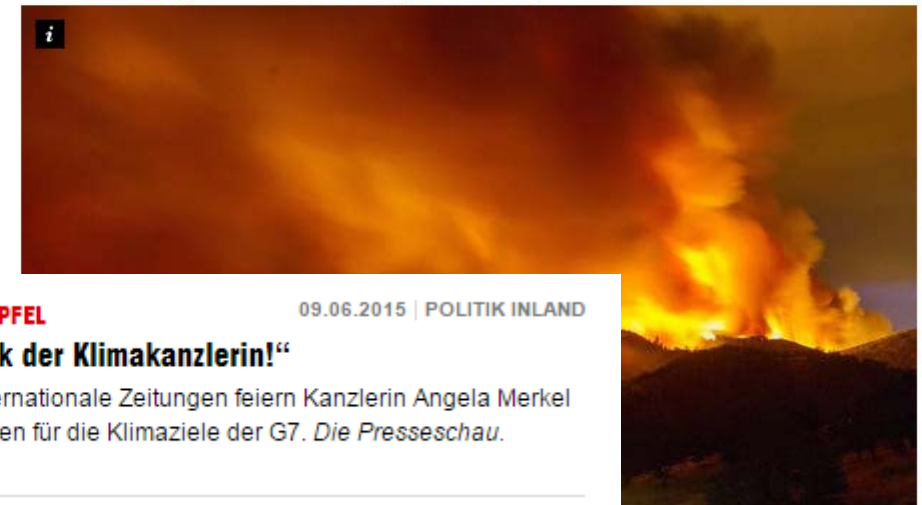 i
PFEL
09.06.2015 | POLITIK INLAND
k der Klimakanzlerin!“
ernationale Zeitungen feiern Kanzlerin Angela Merkel
en für die Klimaziele der G7. Die Presseschau.